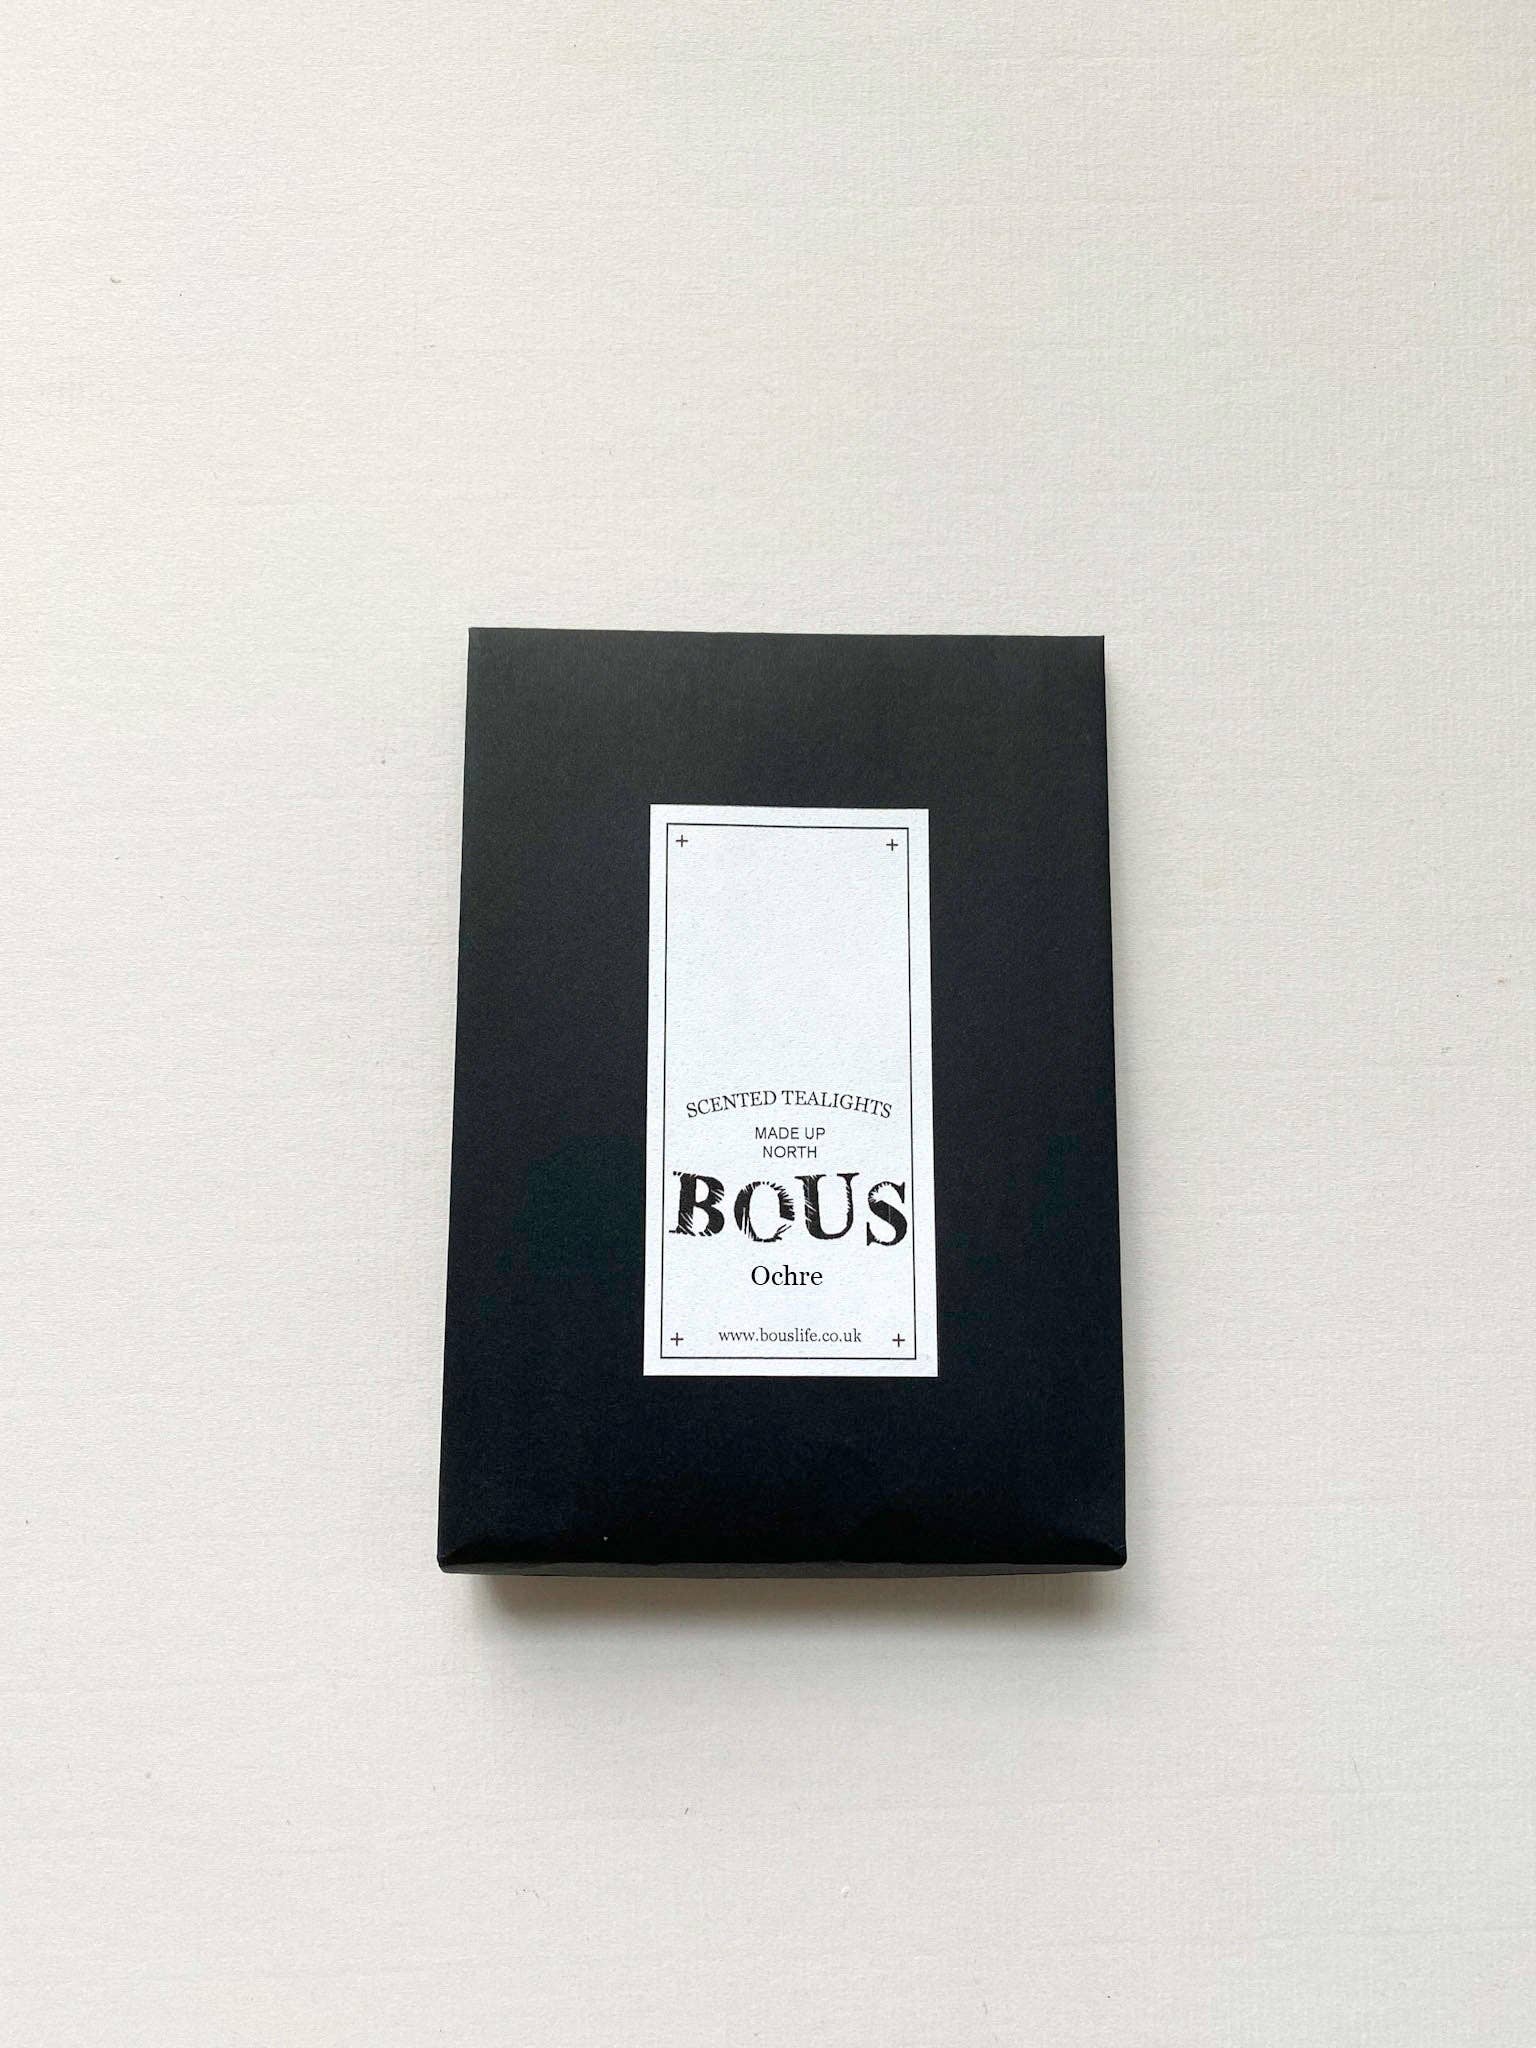 SCENTED TEALIGHTS
MADE UP
NORTH
BOUS
Ochre
www.bouslife.co.uk